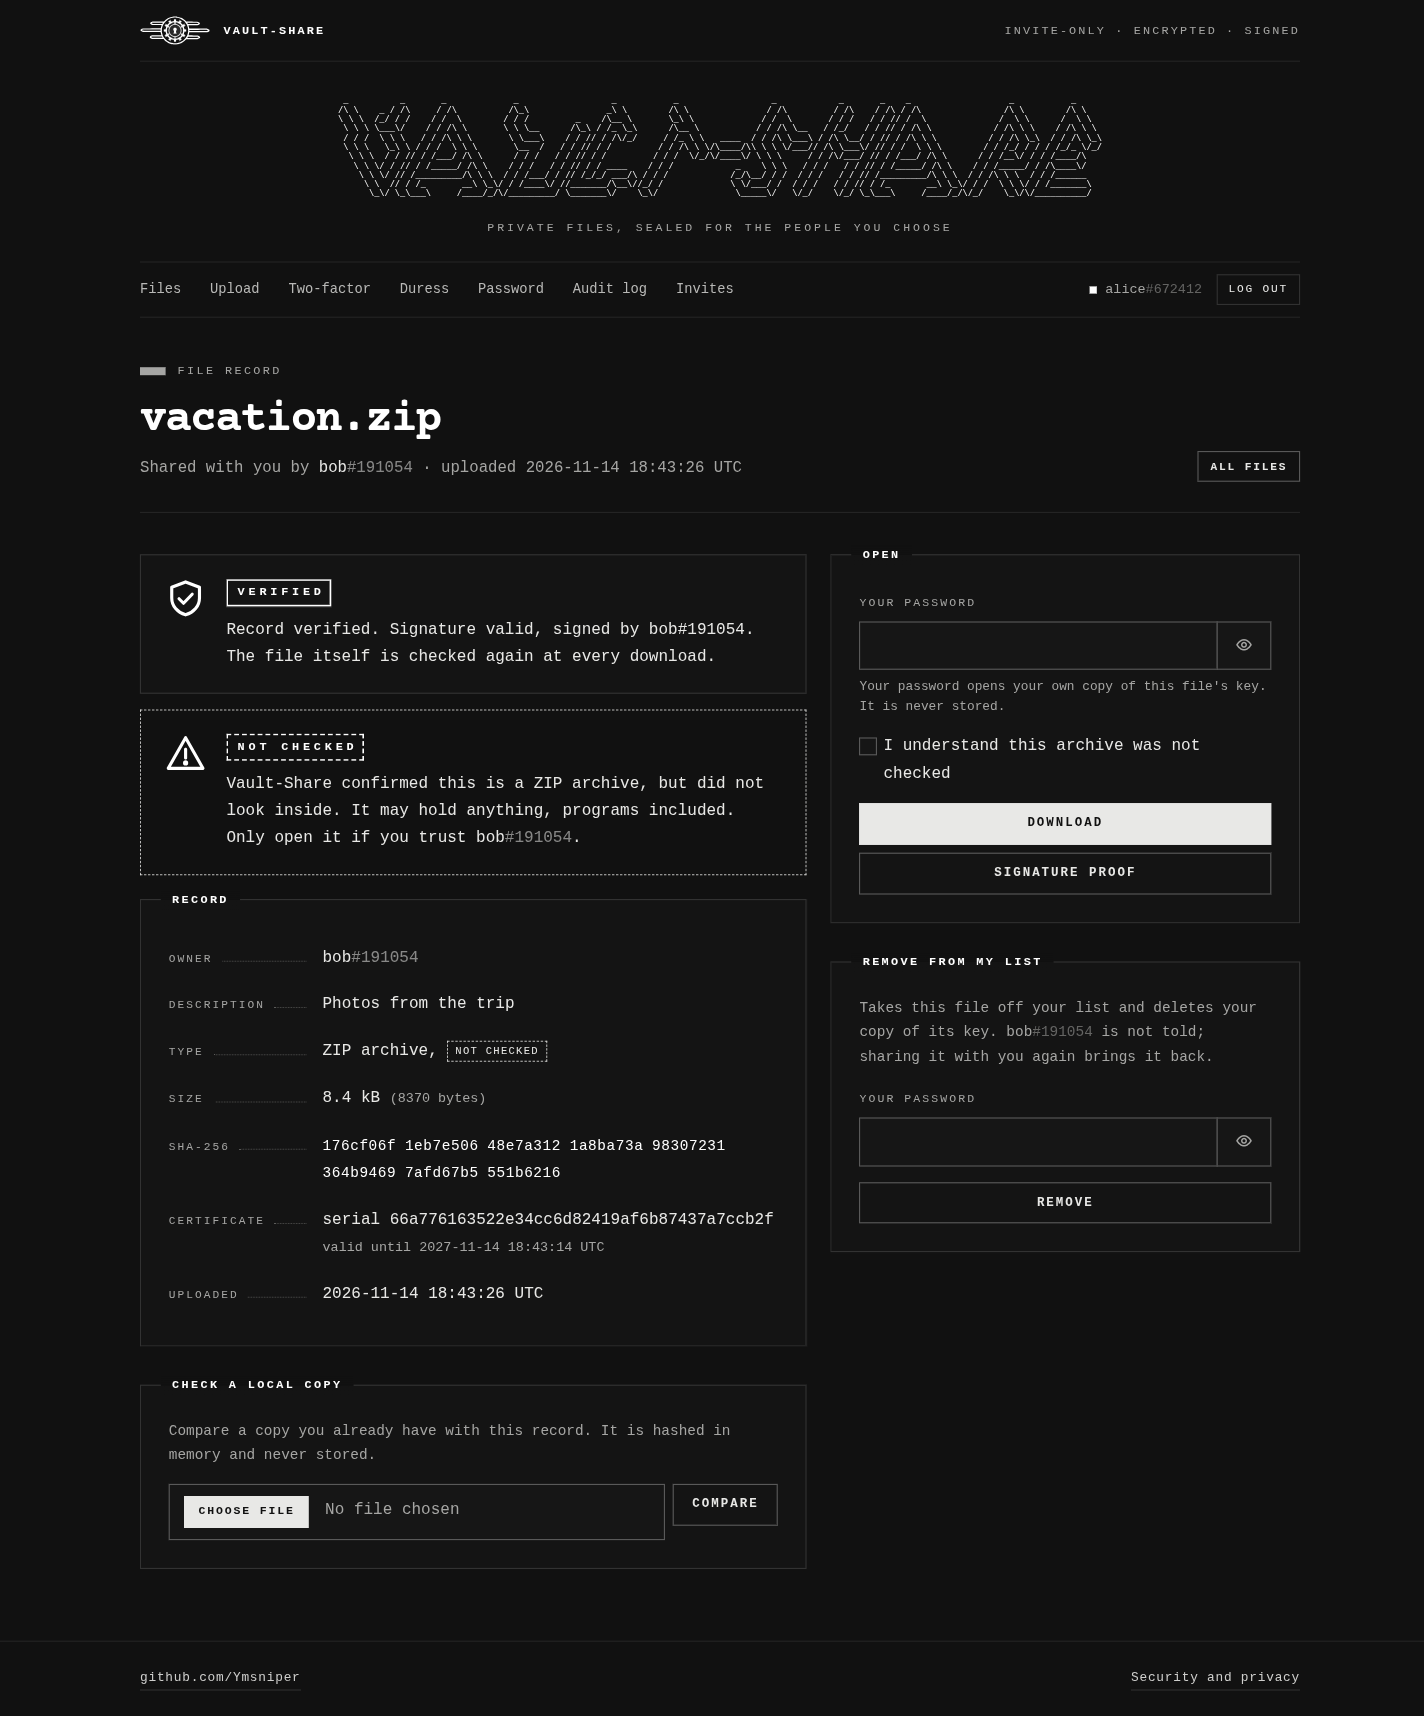 VAULT-SHARE
INVITE-ONLY · ENCRYPTED · SIGNED
PRIVATE FILES, SEALED FOR THE PEOPLE YOU CHOOSE
Files Upload Two-factor Duress Password Audit log Invites
alice#672412 LOG OUT
FILE RECORD
vacation.zip
Shared with you by bob#191054 · uploaded 2026-11-14 18:43:26 UTC
ALL FILES
VERIFIED
Record verified. Signature valid, signed by bob#191054.
The file itself is checked again at every download.
NOT CHECKED
Vault-Share confirmed this is a ZIP archive, but did not
look inside. It may hold anything, programs included.
Only open it if you trust bob#191054.
RECORD
OWNER bob#191054
DESCRIPTION Photos from the trip
TYPE ZIP archive, NOT CHECKED
SIZE 8.4 kB (8370 bytes)
SHA-256 176cf06f 1eb7e506 48e7a312 1a8ba73a 98307231
364b9469 7afd67b5 551b6216
CERTIFICATE serial 66a776163522e34cc6d82419af6b87437a7ccb2f
valid until 2027-11-14 18:43:14 UTC
UPLOADED 2026-11-14 18:43:26 UTC
CHECK A LOCAL COPY
Compare a copy you already have with this record. It is hashed in
memory and never stored.
CHOOSE FILE No file chosen COMPARE
OPEN
YOUR PASSWORD
Your password opens your own copy of this file's key.
It is never stored.
I understand this archive was not
checked
DOWNLOAD
SIGNATURE PROOF
REMOVE FROM MY LIST
Takes this file off your list and deletes your
copy of its key. bob#191054 is not told;
sharing it with you again brings it back.
YOUR PASSWORD
REMOVE
github.com/Ymsniper
Security and privacy